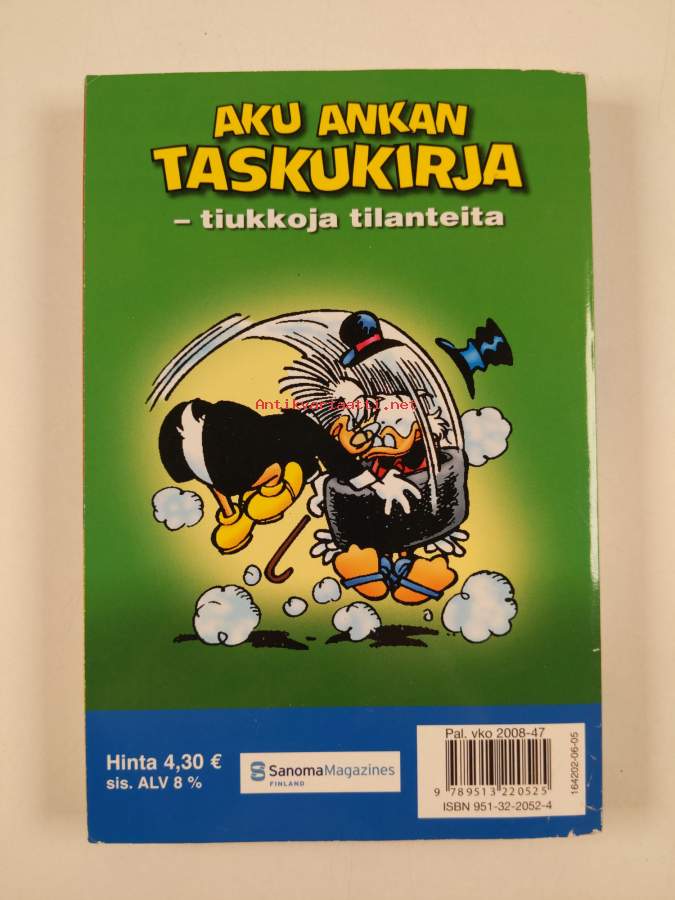 AKU ANKAN
TASKUKIRJA
– tiukkoja tilanteita
Antikvariaatti.net
Hinta 4,30 €
sis. ALV 8 %
SanomaMagazines
FINLAND
Pal. vko 2008-47
9 789513 220525
ISBN 951-32-2052-4
164202-06-05